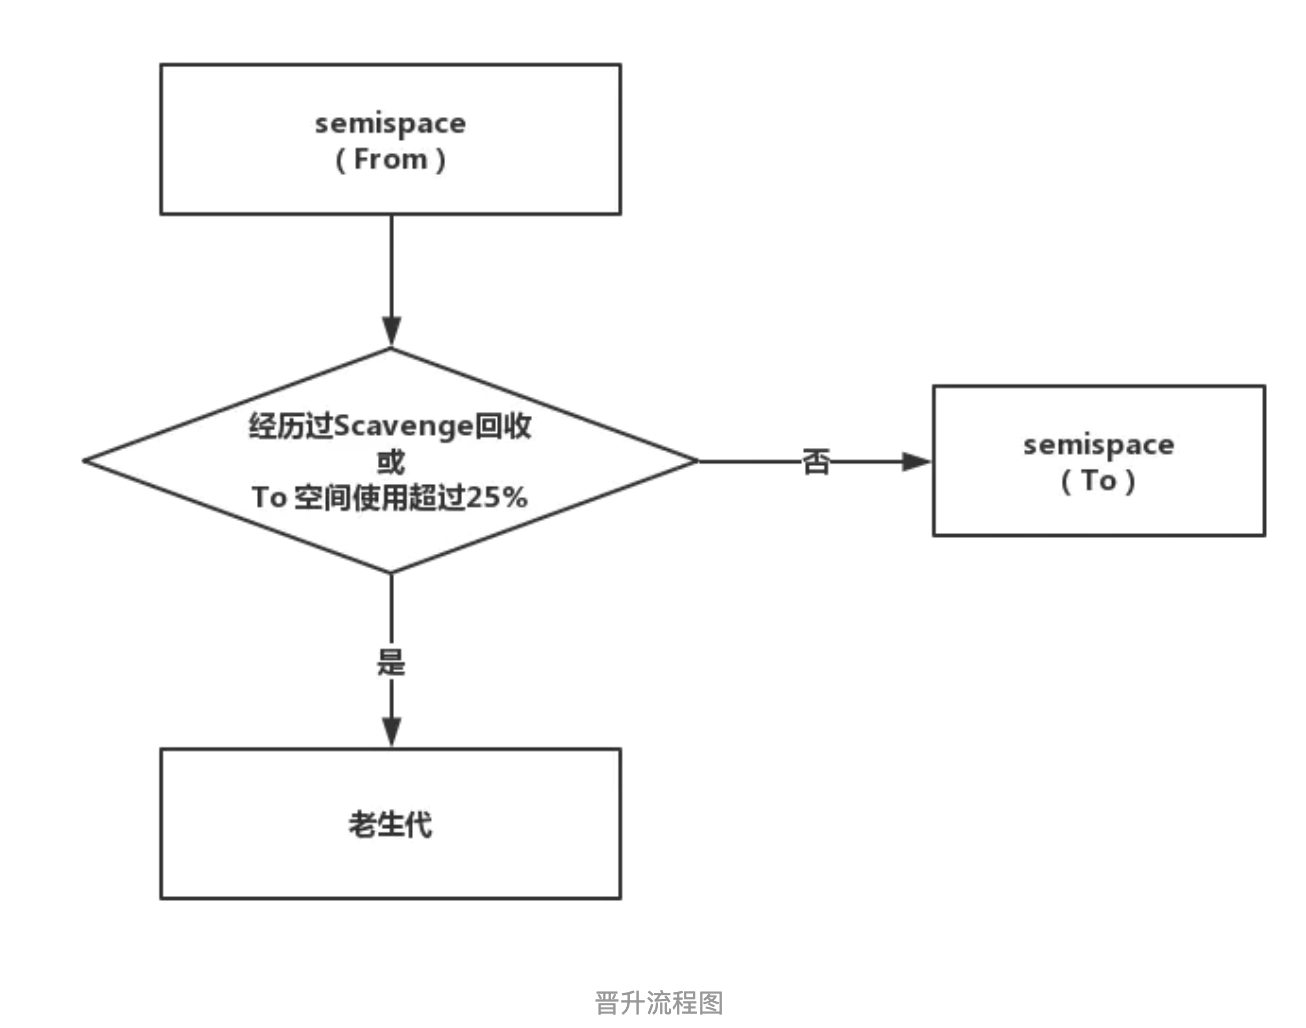 semispace
( From )
经历过Scavenge回收
或
To 空间使用超过25%
否
semispace
( To )
是
老生代
晋升流程图